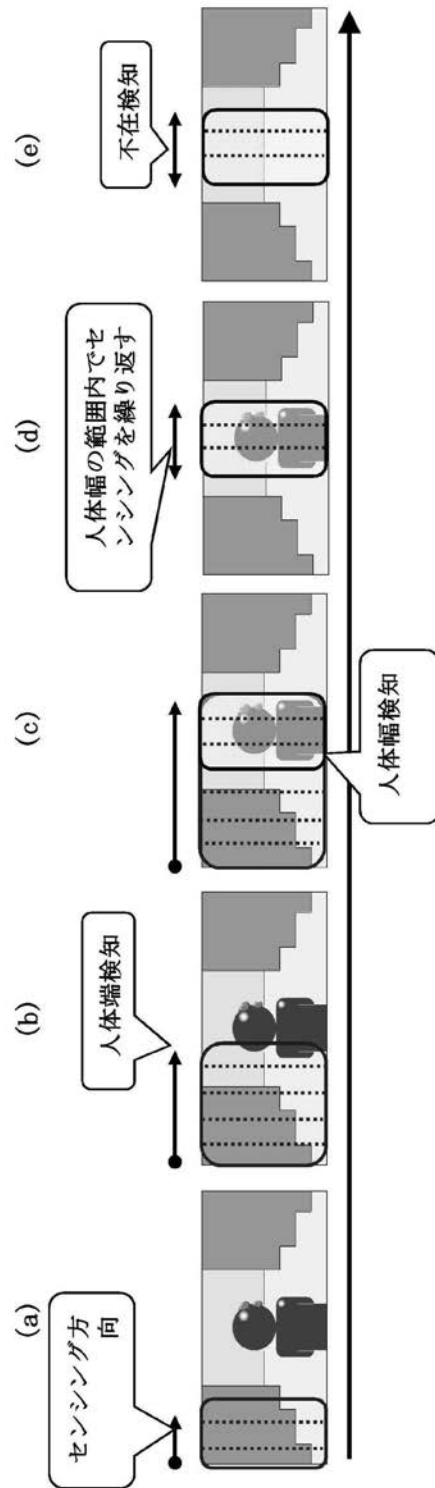 (a)
センシング方
向
(b)
人体端検知
(c)
人体幅検知
(d)
人体幅の範囲内でセ
ンシングを繰り返す
(e)
不在検知